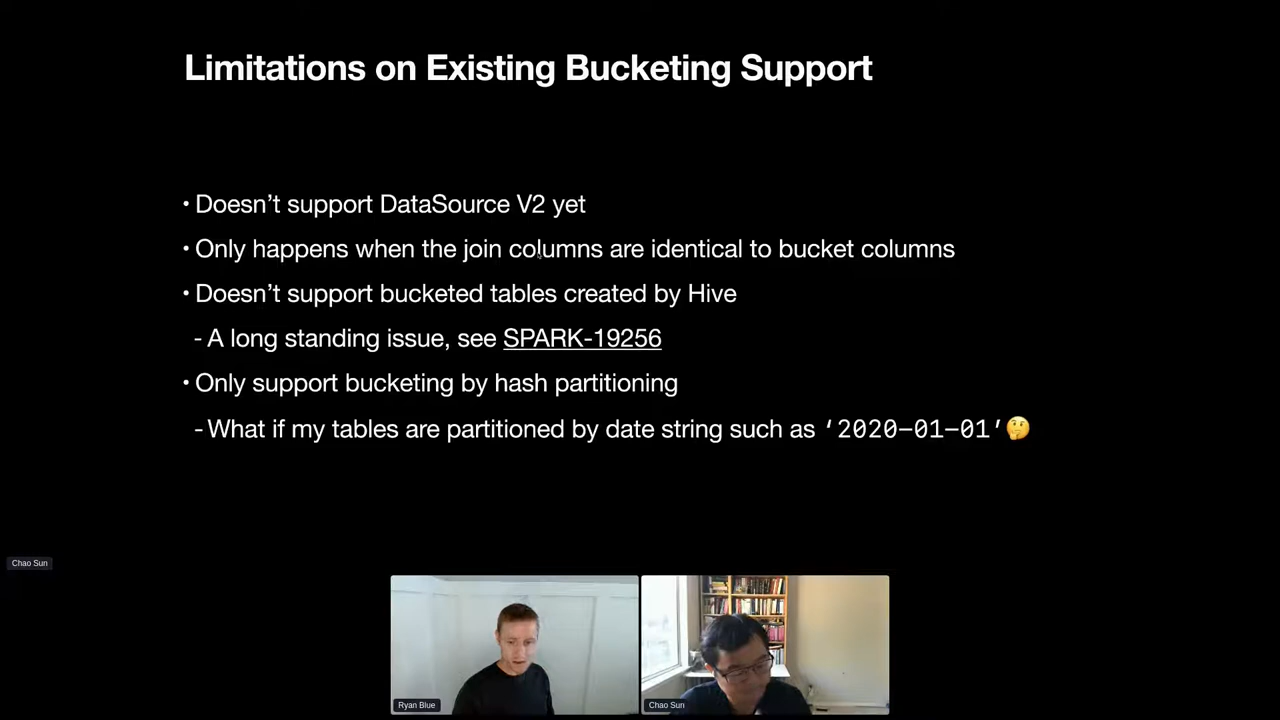 Limitations on Existing Bucketing Support
• Doesn’t support DataSource V2 yet
• Only happens when the join columns are identical to bucket columns
• Doesn’t support bucketed tables created by Hive
- A long standing issue, see SPARK-19256
• Only support bucketing by hash partitioning
- What if my tables are partitioned by date string such as ‘2020-01-01’🤔
Chao Sun
Ryan Blue
Chao Sun